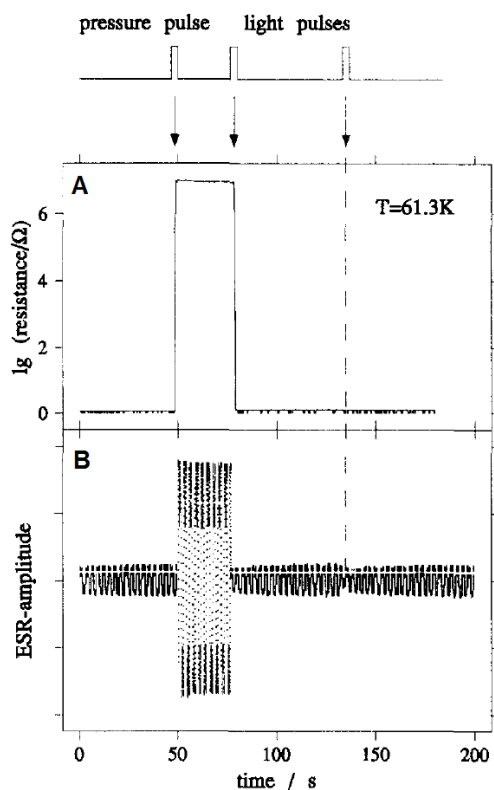 pressure pulse light pulses
A
T=61.3K
lg (resistance/Ω)
6
4
2
0
B
ESR-amplitude
0 50 100 150 200
time / s